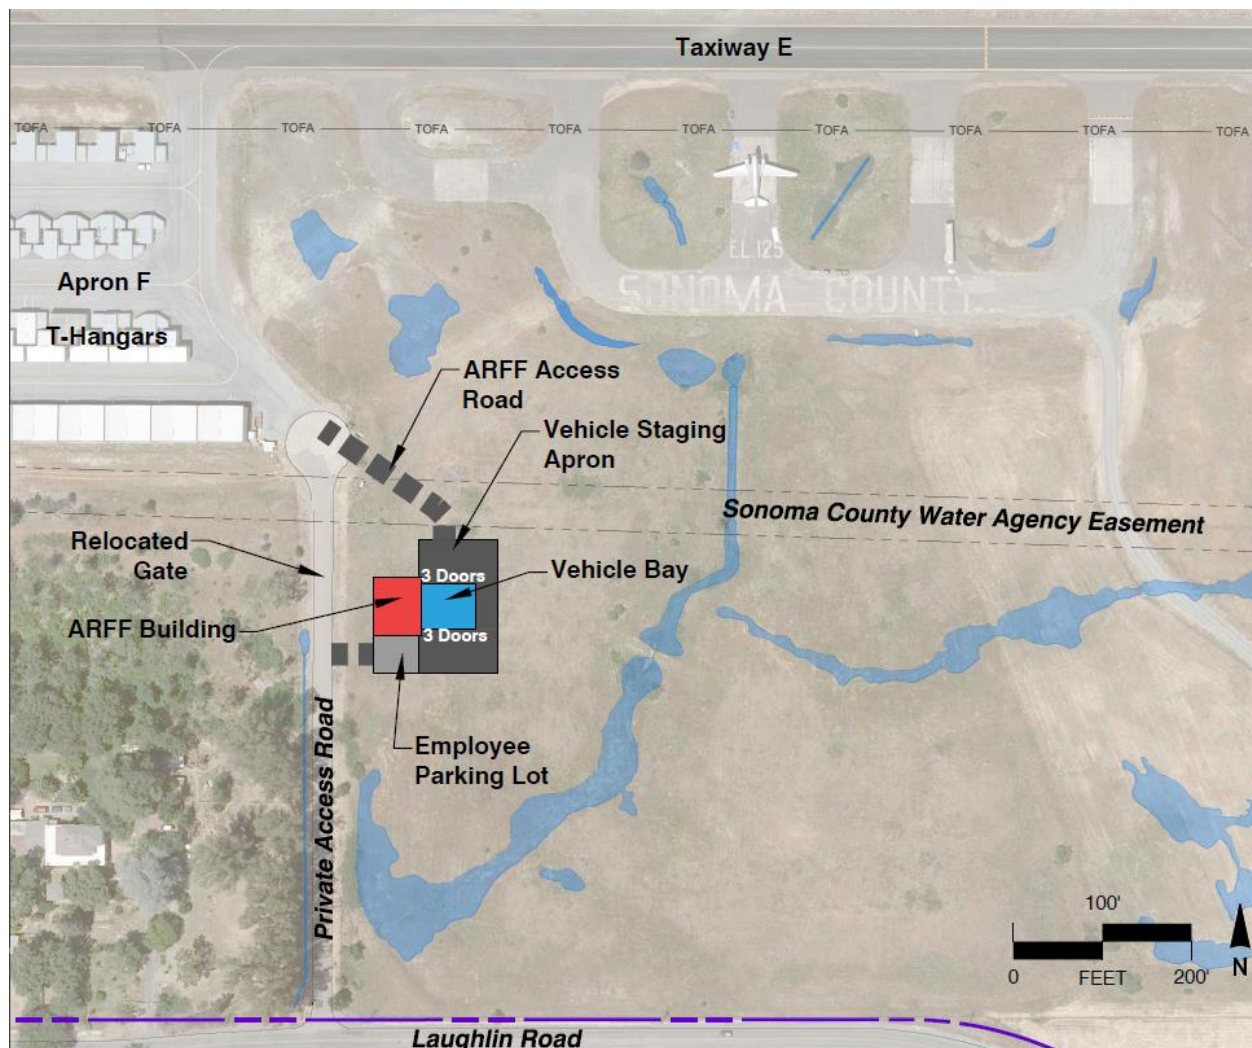 Taxiway E
TOFA TOFA TOFA TOFA TOFA TOFA TOFA TOFA TOFA TOFA
EL.125
SONOMA COUNTY
Apron F
T-Hangars
ARFF Access
Road
Vehicle Staging
Apron
Sonoma County Water Agency Easement
Relocated
Gate
3 Doors
Vehicle Bay
ARFF Building
3 Doors
Employee
Parking Lot
Private Access Road
100'
0 FEET 200'
N
Laughlin Road